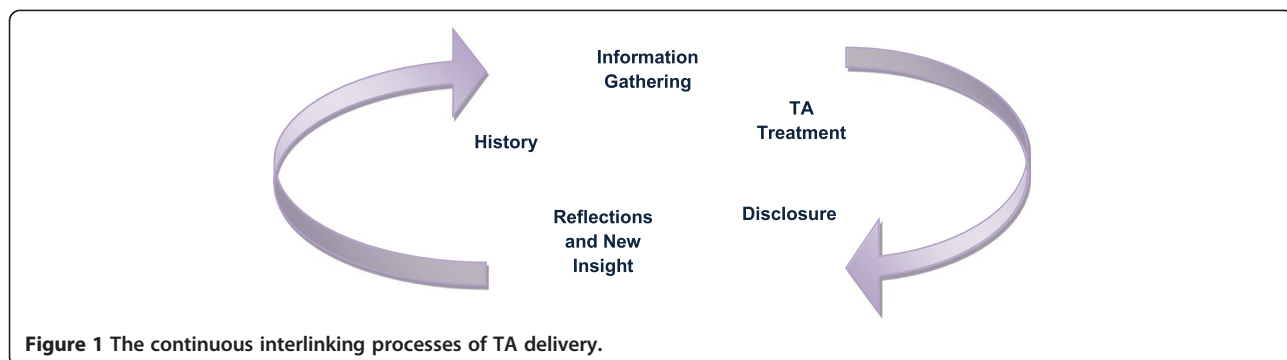 Information
Gathering
TA
Treatment
History
Disclosure
Reflections
and New
Insight
Figure 1 The continuous interlinking processes of TA delivery.